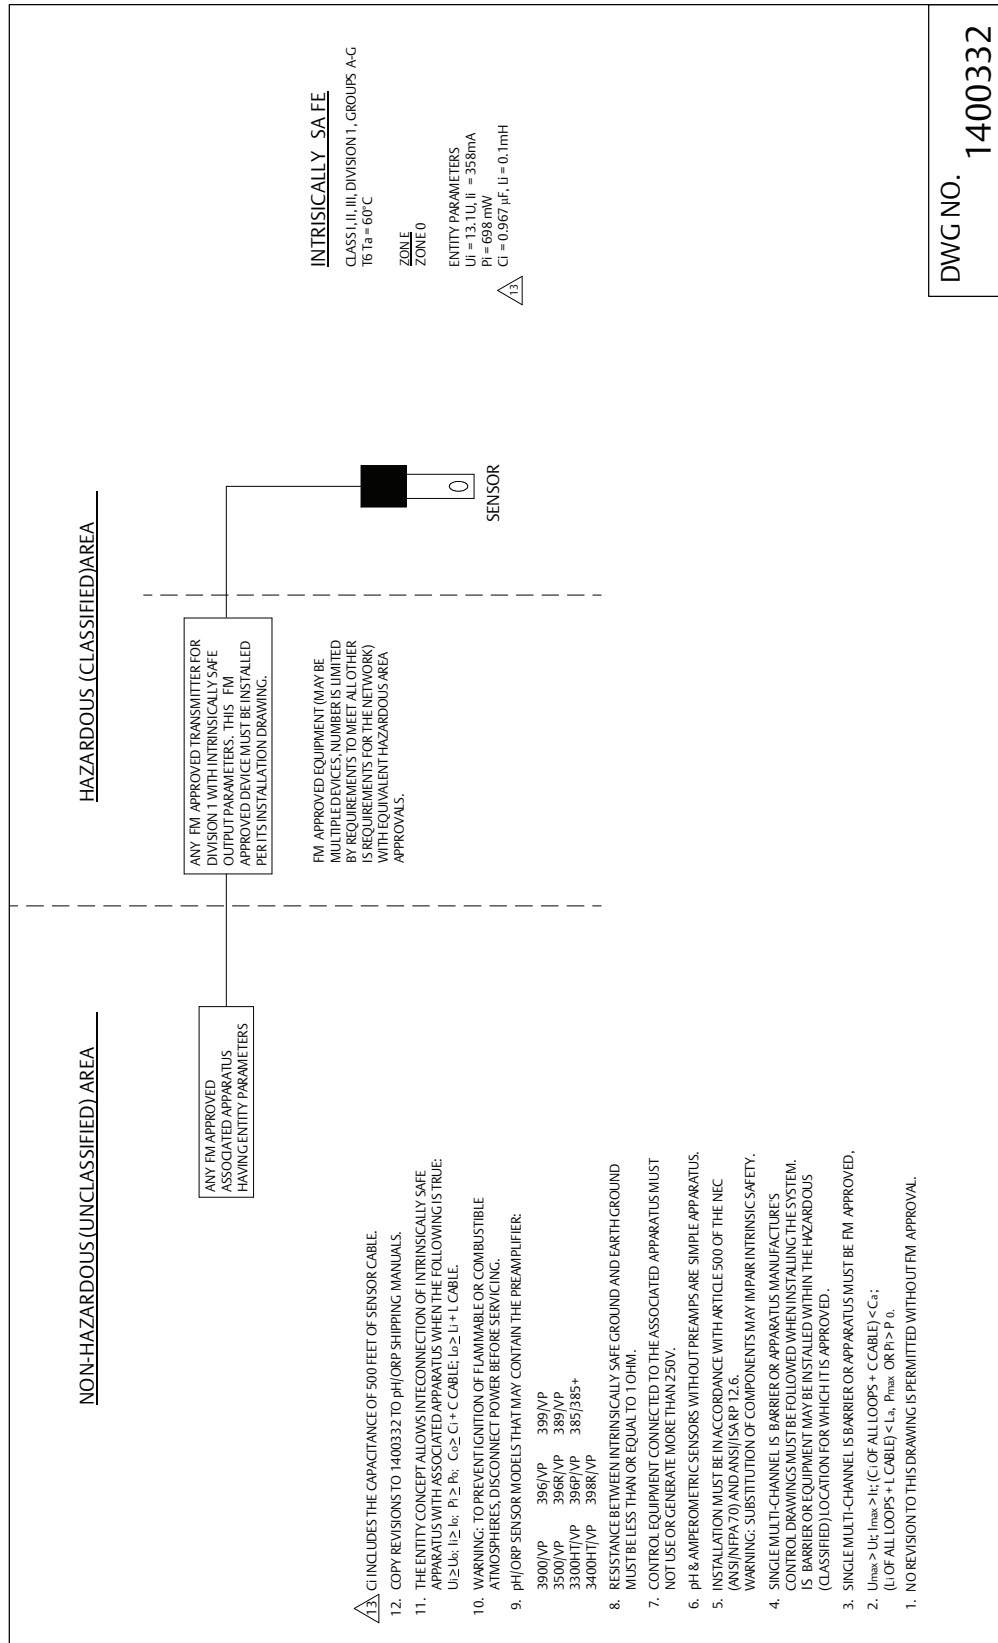 NON-HAZARDOUS (UNCLASSIFIED) AREA
HAZARDOUS (CLASSIFIED) AREA
ANY FM APPROVED
ASSOCIATED APPARATUS
HAVING ENTITY PARAMETERS
ANY FM APPROVED TRANSMITTER FOR
DIVISION 1 WITH INTRINSICALLY SAFE
OUTPUT PARAMETERS. THIS FM
APPROVED DEVICE MUST BE INSTALLED
PER ITS INSTALLATION DRAWING.
FM APPROVED EQUIPMENT (MAY BE
MULTIPLE DEVICES, NUMBER IS LIMITED
BY REQUIREMENTS TO MEET ALL OTHER
IS REQUIREMENTS FOR THE NETWORK)
WITH EQUIVALENT HAZARDOUS AREA
APPROVALS.
SENSOR
INTRISICALLY SAFE
CLASS I, II, III, DIVISION 1, GROUPS A-G
T6 Ta = 60°C
ZONE
ZONE 0
ENTITY PARAMETERS
Ui = 13.1U, Ii = 358mA
Pi = 698 mW
Ci = 0.967 µF, Li = 0.1mH
13
13 Ci INCLUDES THE CAPACITANCE OF 500 FEET OF SENSOR CABLE.
12. COPY REVISIONS TO 1400332 TO pH/ORP SHIPPING MANUALS.
11. THE ENTITY CONCEPT ALLOWS INTECONNECTION OF INTRINSICALLY SAFE
APPARATUS WITH ASSOCIATED APPARATUS WHEN THE FOLLOWING IS TRUE:
Ui ≥ Uo; Ii ≥ Io; Pi ≥ Po; Co ≥ Ci + C CABLE; Lo ≥ Li + L CABLE.
10. WARNING: TO PREVENT IGNITION OF FLAMMABLE OR COMBUSTIBLE
ATMOSPHERES, DISCONNECT POWER BEFORE SERVICING.
9. pH/ORP SENSOR MODELS THAT MAY CONTAIN THE PREAMPLIFIER:
3900/VP 396/VP 399/VP
3500/VP 396R/VP 389/VP
3300HT/VP 396P/VP 385/385+
3400HT/VP 398R/VP
8. RESISTANCE BETWEEN INTRINSICALLY SAFE GROUND AND EARTH GROUND
MUST BE LESS THAN OR EQUAL TO 1 OHM.
7. CONTROL EQUIPMENT CONNECTED TO THE ASSOCIATED APPARATUS MUST
NOT USE OR GENERATE MORE THAN 250V.
6. pH & AMPEROMETRIC SENSORS WITHOUT PREAMPS ARE SIMPLE APPARATUS.
5. INSTALLATION MUST BE IN ACCORDANCE WITH ARTICLE 500 OF THE NEC
(ANSI/NFPA 70) AND ANSI/ISA RP 12.6.
WARNING: SUBSTITUTION OF COMPONENTS MAY IMPAIR INTRINSIC SAFETY.
4. SINGLE MULTI-CHANNEL IS BARRIER OR APPARATUS MANUFACTURE'S
CONTROL DRAWINGS MUST BE FOLLOWED WHEN INSTALLING THE SYSTEM.
IS BARRIER OR EQUIPMENT MAY BE INSTALLED WITHIN THE HAZARDOUS
(CLASSIFIED) LOCATION FOR WHICH IT IS APPROVED.
3. SINGLE MULTI-CHANNEL IS BARRIER OR APPARATUS MUST BE FM APPROVED,
2. Umax > Ut; Imax > It; (Ci OF ALL LOOPS + C CABLE) < Ca;
(Li OF ALL LOOPS + L CABLE) < La, Pmax OR Pi > P0.
1. NO REVISION TO THIS DRAWING IS PERMITTED WITHOUT FM APPROVAL.
DWG NO.
1400332